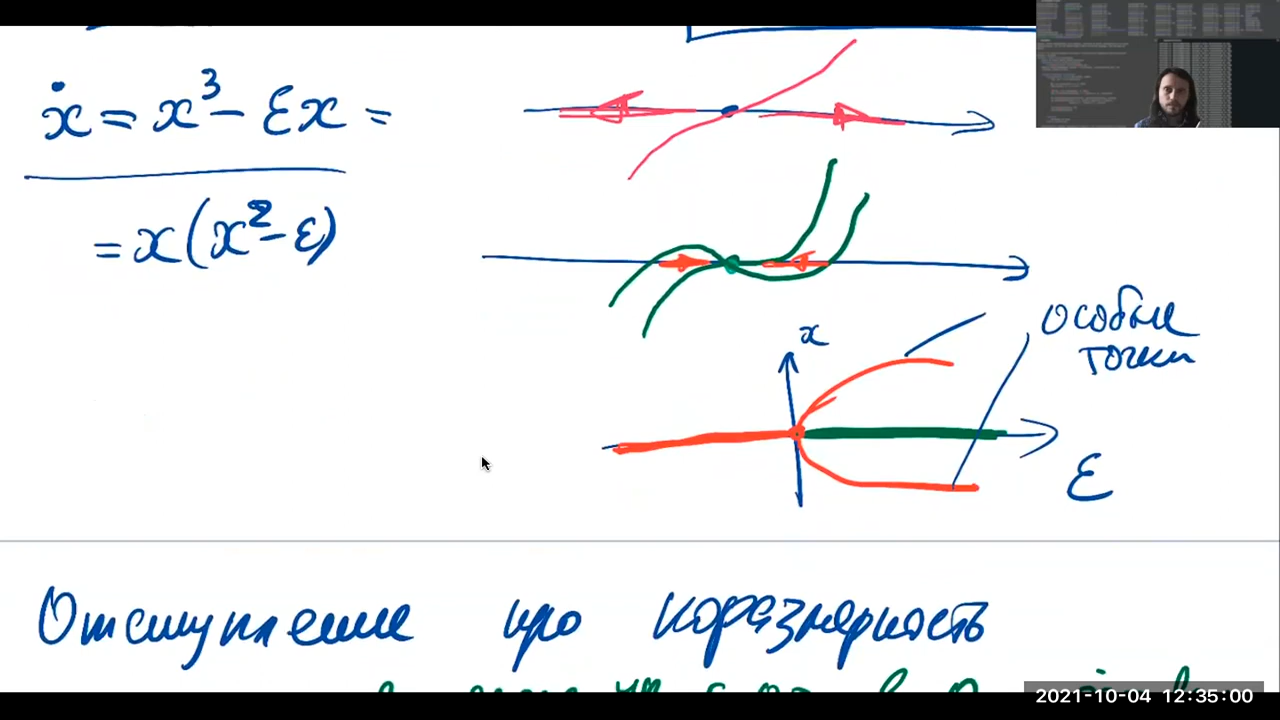 ẋ = x³ − εx =
= x(x² − ε)
x
особые
точки
ε
Отступление про коразмерность
2021-10-04 12:35:00